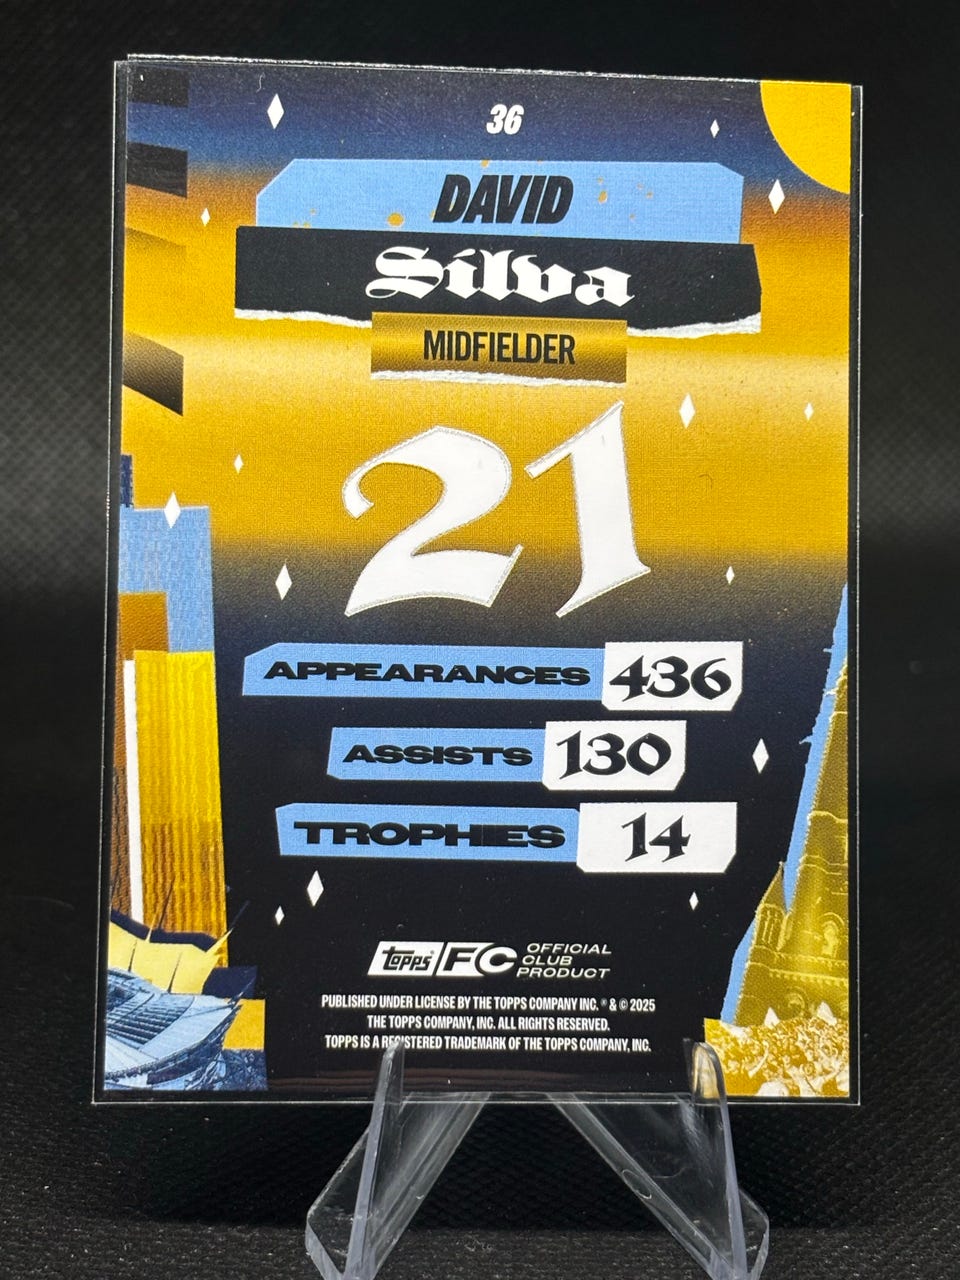 36
DAVID
Silva
MIDFIELDER
21
APPEARANCES 436
ASSISTS 130
TROPHIES 14
topps FC OFFICIAL
CLUB
PRODUCT
PUBLISHED UNDER LICENSE BY THE TOPPS COMPANY INC.® & © 2025
THE TOPPS COMPANY, INC. ALL RIGHTS RESERVED.
TOPPS IS A REGISTERED TRADEMARK OF THE TOPPS COMPANY, INC.